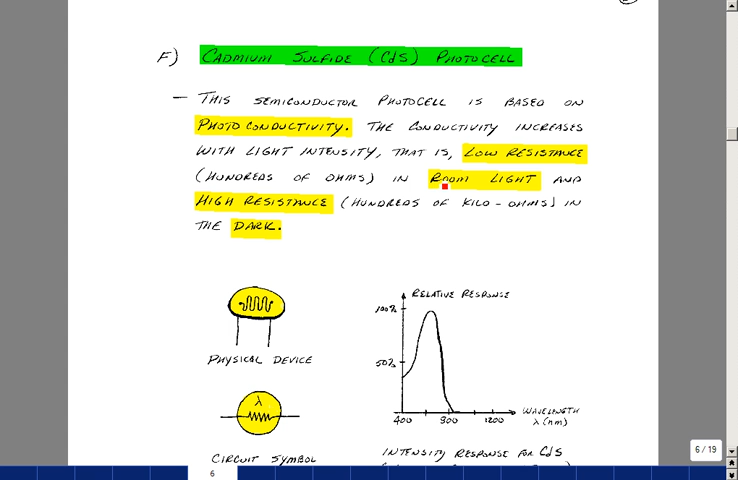 F) CADMIUM SULFIDE (CdS) PHOTOCELL
— THIS SEMICONDUCTOR PHOTOCELL IS BASED ON
PHOTO CONDUCTIVITY. THE CONDUCTIVITY INCREASES
WITH LIGHT INTENSITY, THAT IS, LOW RESISTANCE
(HUNDREDS OF OHMS) IN ROOM LIGHT AND
HIGH RESISTANCE (HUNDREDS OF KILO-OHMS) IN
THE DARK.
RELATIVE RESPONSE
100%
50%
PHYSICAL DEVICE
λ
WAVELENGTH
λ (nm)
400 800 1200
CIRCUIT SYMBOL
INTENSITY RESPONSE FOR CdS
6 / 19
6